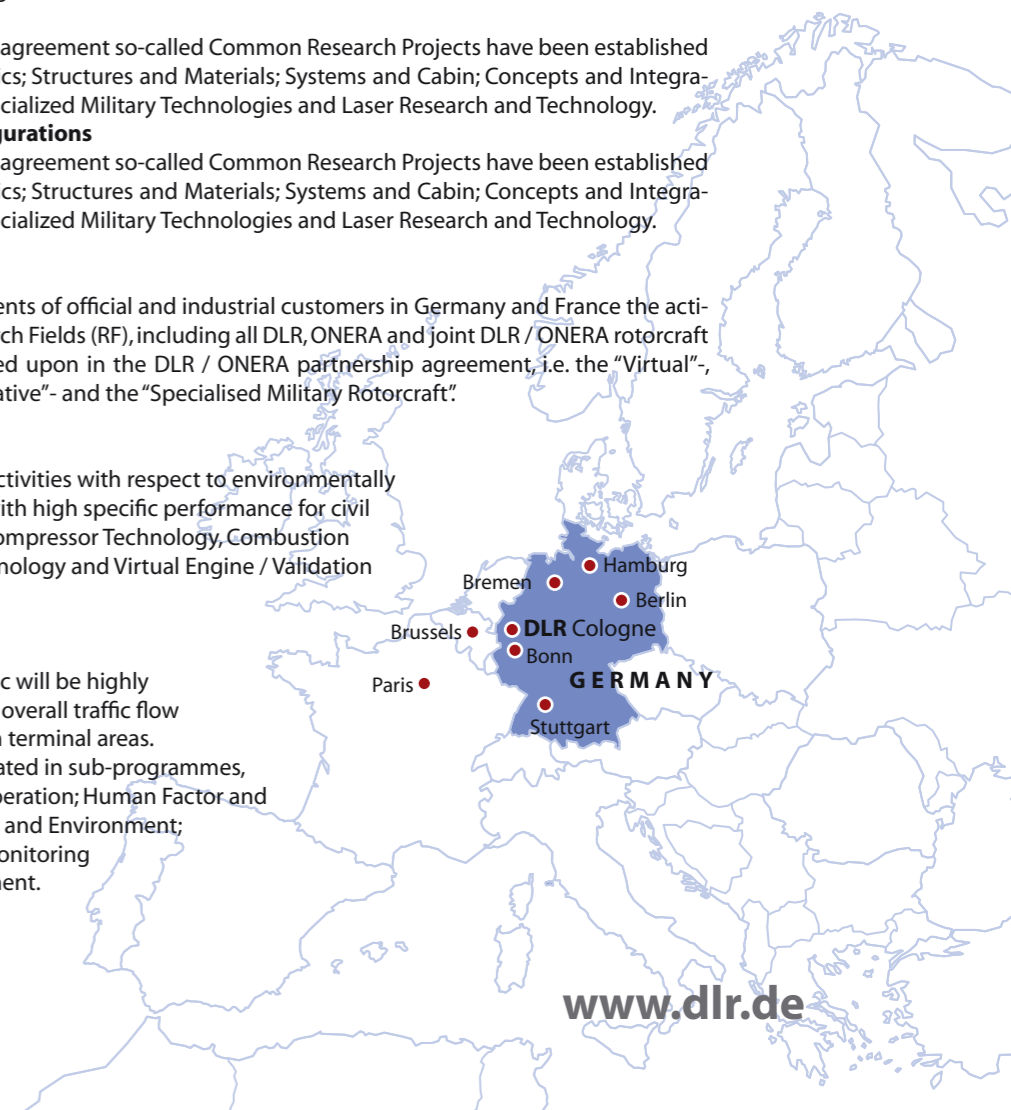 agreement so-called Common Research Projects have been established
ics; Structures and Materials; Systems and Cabin; Concepts and Integra-
cialized Military Technologies and Laser Research and Technology.
gurations
agreement so-called Common Research Projects have been established
ics; Structures and Materials; Systems and Cabin; Concepts and Integra-
cialized Military Technologies and Laser Research and Technology.
ents of official and industrial customers in Germany and France the acti-
rch Fields (RF), including all DLR, ONERA and joint DLR / ONERA rotorcraft
ed upon in the DLR / ONERA partnership agreement, i.e. the “Virtual”-,
ative”- and the “Specialised Military Rotorcraft”.
ctivities with respect to environmentally
ith high specific performance for civil
ompressor Technology, Combustion
nology and Virtual Engine / Validation
Hamburg
Bremen
Berlin
Brussels
DLR Cologne
Bonn
GERMANY
Paris
Stuttgart
c will be highly
overall traffic flow
n terminal areas.
ated in sub-programmes,
peration; Human Factor and
and Environment;
onitoring
ment.
www.dlr.de